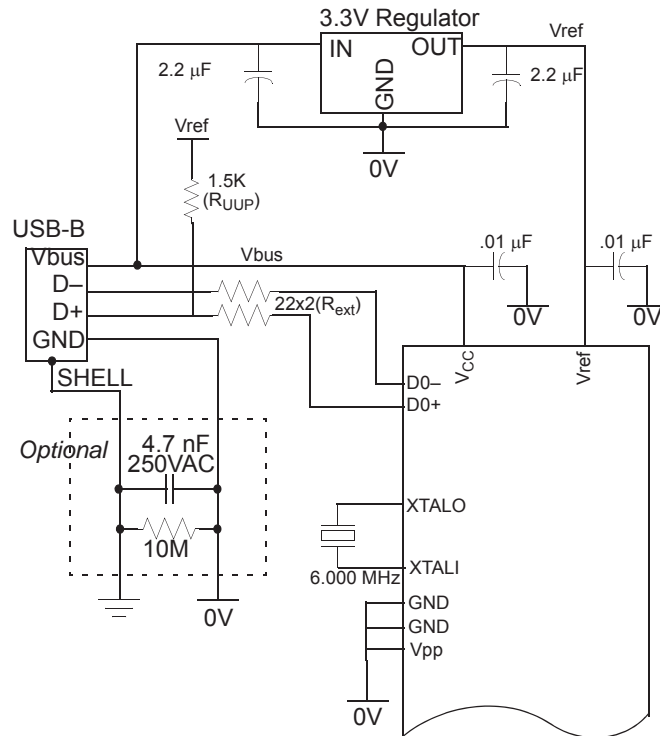 3.3V Regulator
IN
OUT
GND
Vref
2.2 µF
2.2 µF
0V
Vref
1.5K
(RUUP)
USB-B
Vbus
D–
D+
GND
SHELL
Vbus
22x2(Rext)
.01 µF
.01 µF
0V
0V
VCC
Vref
D0–
D0+
Optional
4.7 nF
250VAC
10M
0V
XTALO
6.000 MHz
XTALI
GND
GND
Vpp
0V